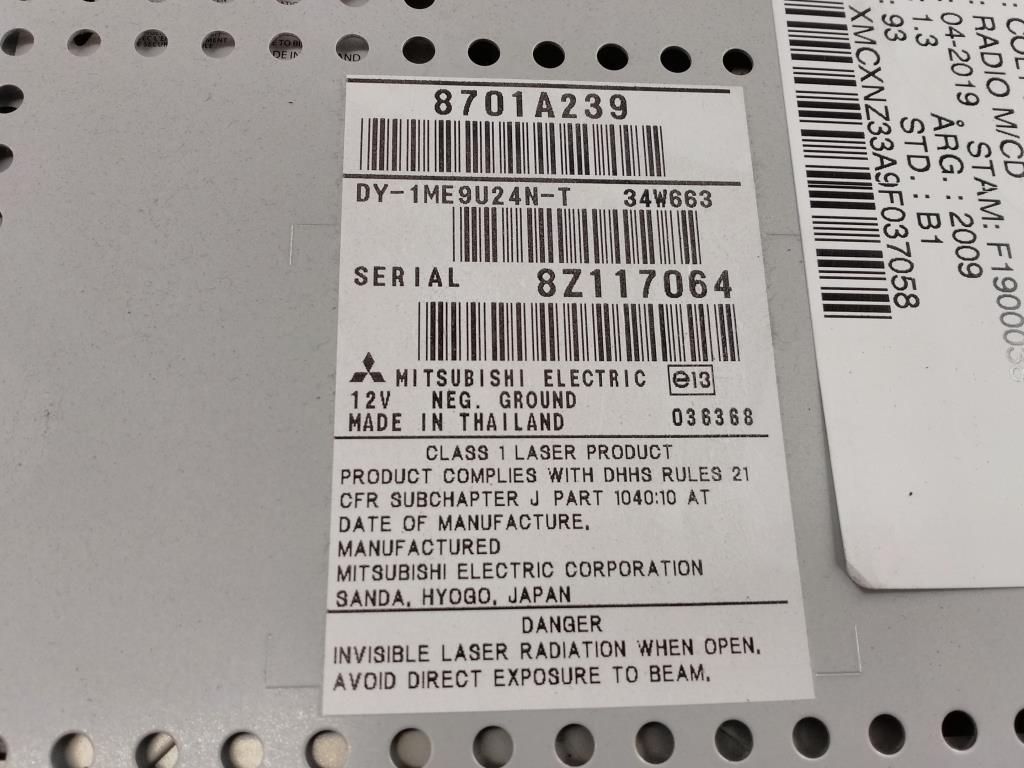 8701A239
DY-1ME9U24N-T 34W663
SERIAL 8Z117064
MITSUBISHI ELECTRIC e13
12V NEG. GROUND
MADE IN THAILAND 036368
CLASS 1 LASER PRODUCT
PRODUCT COMPLIES WITH DHHS RULES 21
CFR SUBCHAPTER J PART 1040:10 AT
DATE OF MANUFACTURE.
MANUFACTURED
MITSUBISHI ELECTRIC CORPORATION
SANDA, HYOGO, JAPAN
DANGER
INVISIBLE LASER RADIATION WHEN OPEN.
AVOID DIRECT EXPOSURE TO BEAM.
: RADIO M/CD
: 04-2019 STAM: F19000
: 1.3 ÅRG. : 2009
: 93 STD. : B1
XMCXNZ33A9F037058